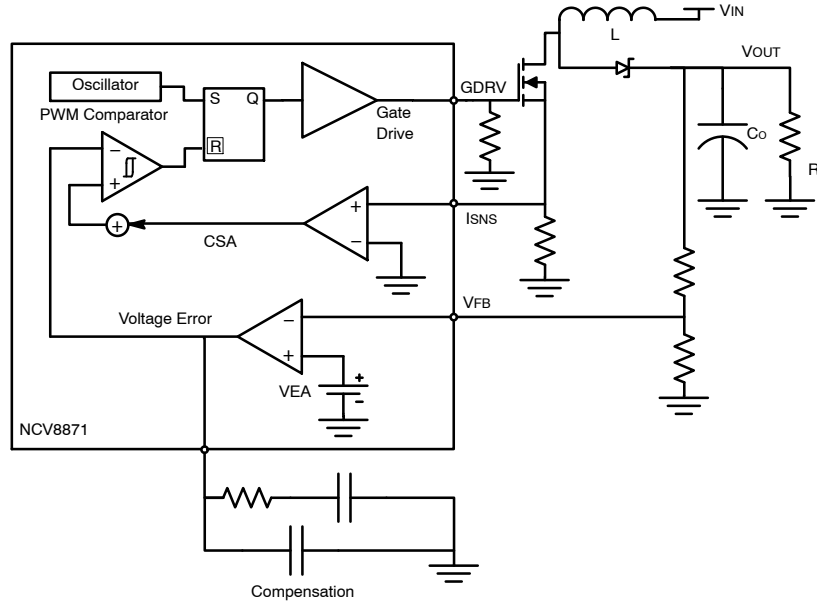 VIN
L
VOUT
Oscillator
PWM Comparator
S Q
R
Gate
Drive
GDRV
CO
R
− +
+
CSA
+ −
ISNS
VFB
Voltage Error
− +
VEA
+ −
NCV8871
Compensation